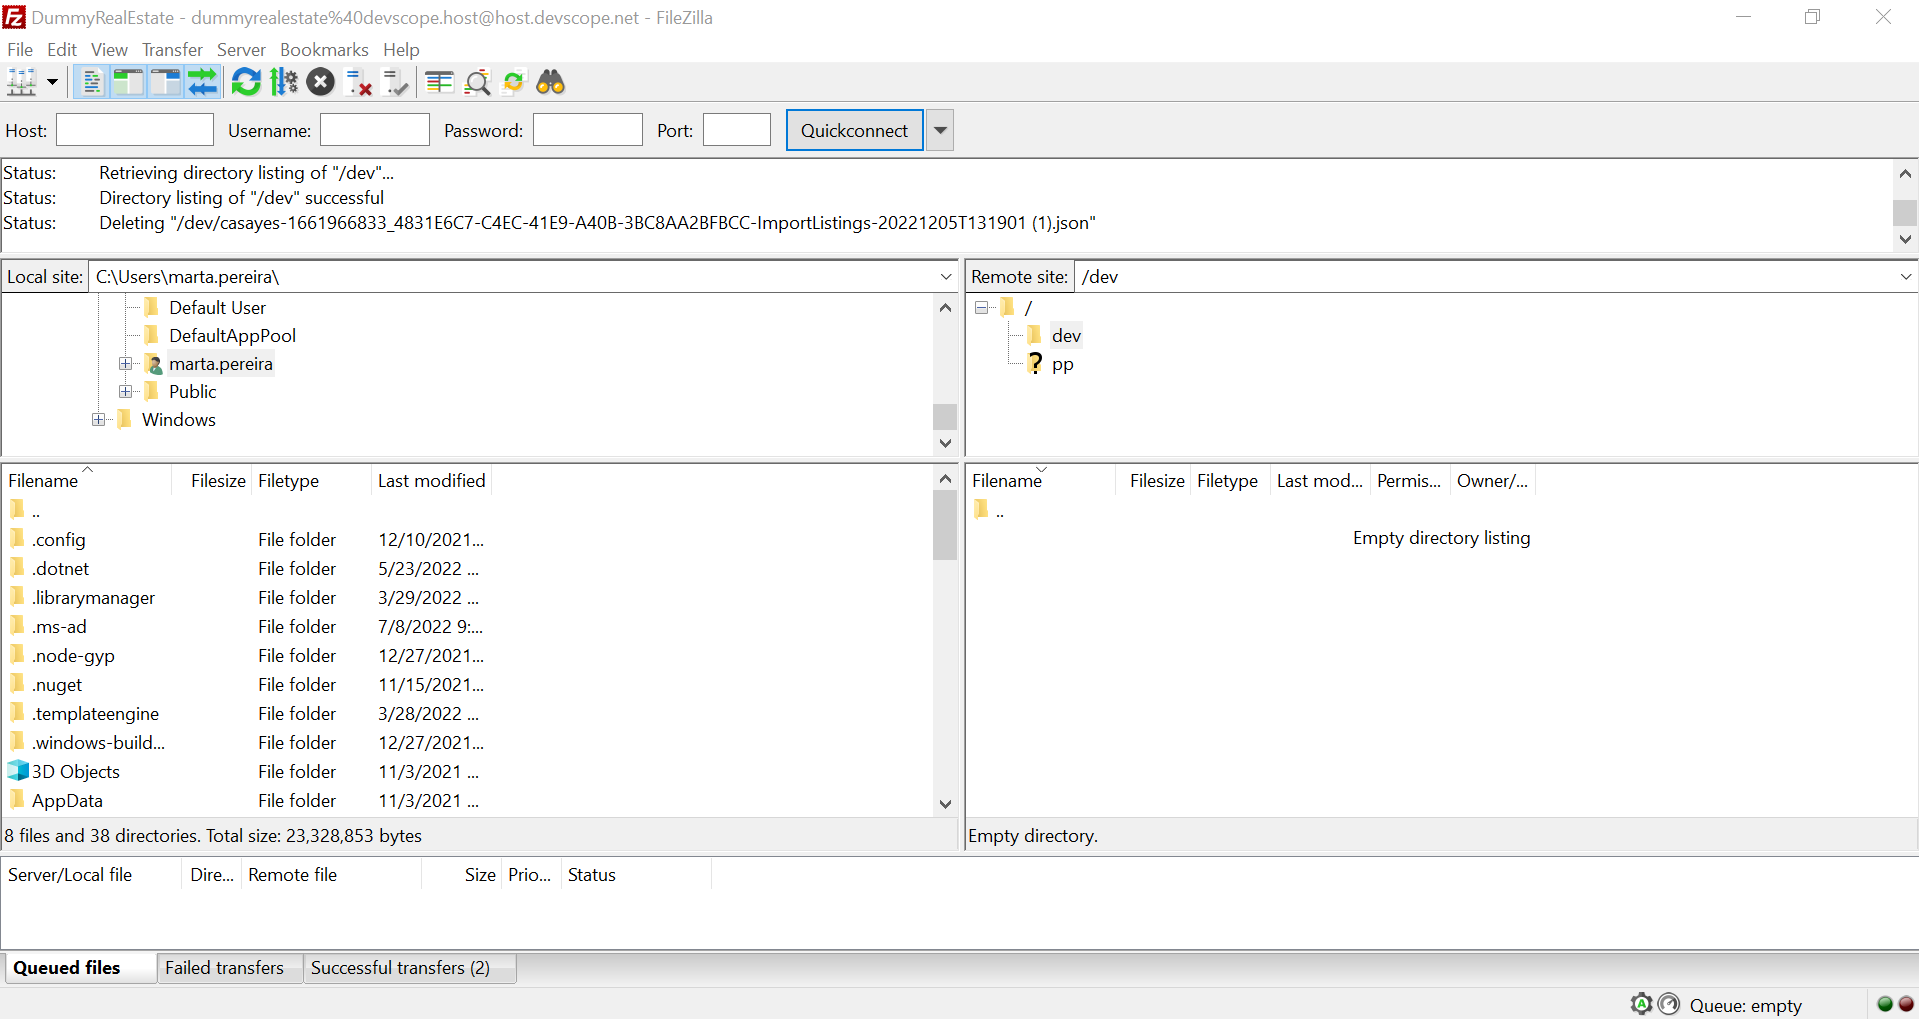 DummyRealEstate - dummyrealestate%40devscope.host@host.devscope.net - FileZilla
File Edit View Transfer Server Bookmarks Help
Host: Username: Password: Port: Quickconnect
Status: Retrieving directory listing of "/dev"...
Status: Directory listing of "/dev" successful
Status: Deleting "/dev/casayes-1661966833_4831E6C7-C4EC-41E9-A40B-3BC8AA2BFBCC-ImportListings-20221205T131901 (1).json"
Local site: C:\Users\marta.pereira\
Default User
DefaultAppPool
marta.pereira
Public
Windows
Remote site: /dev
/
dev
? pp
Filename Filesize Filetype Last modified
..
.config File folder 12/10/2021...
.dotnet File folder 5/23/2022 ...
.librarymanager File folder 3/29/2022 ...
.ms-ad File folder 7/8/2022 9:...
.node-gyp File folder 12/27/2021...
.nuget File folder 11/15/2021...
.templateengine File folder 3/28/2022 ...
.windows-build... File folder 12/27/2021...
3D Objects File folder 11/3/2021 ...
AppData File folder 11/3/2021 ...
8 files and 38 directories. Total size: 23,328,853 bytes
Filename Filesize Filetype Last mod... Permis... Owner/...
..
Empty directory listing
Empty directory.
Server/Local file Dire... Remote file Size Prio... Status
Queued files Failed transfers Successful transfers (2)
Queue: empty